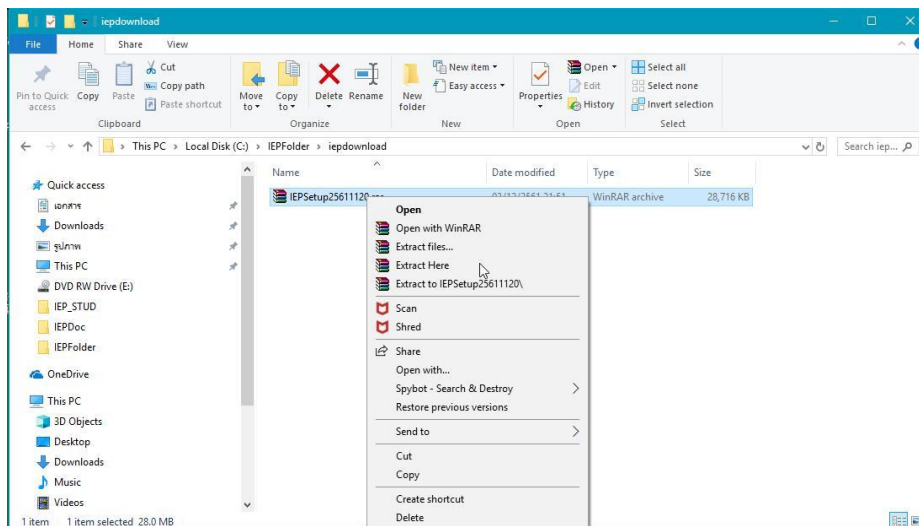 iepdownload
File Home Share View
Pin to Quick access
Copy
Paste
Cut
Copy path
Paste shortcut
Clipboard
Move to
Copy to
Delete
Rename
Organize
New folder
New item
Easy access
New
Properties
Open
Edit
History
Open
Select all
Select none
Invert selection
Select
This PC > Local Disk (C:) > IEPFolder > iepdownload
Search iep...
Name Date modified Type Size
IEPSetup25611120 WinRAR archive 28,716 KB
Quick access
เอกสาร
Downloads
รูปภาพ
This PC
DVD RW Drive (E:)
IEP_STUD
IEPDoc
IEPFolder
OneDrive
This PC
3D Objects
Desktop
Downloads
Music
Videos
Open
Open with WinRAR
Extract files...
Extract Here
Extract to IEPSetup25611120\
Scan
Shred
Share
Open with...
Spybot - Search & Destroy
Restore previous versions
Send to
Cut
Copy
Create shortcut
Delete
1 item 1 item selected 28.0 MB